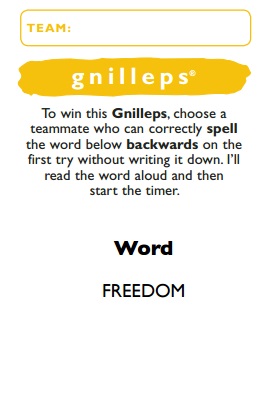 TEAM:
gnilleps®
To win this Gnilleps, choose a
teammate who can correctly spell
the word below backwards on the
first try without writing it down. I'll
read the word aloud and then
start the timer.
Word
FREEDOM